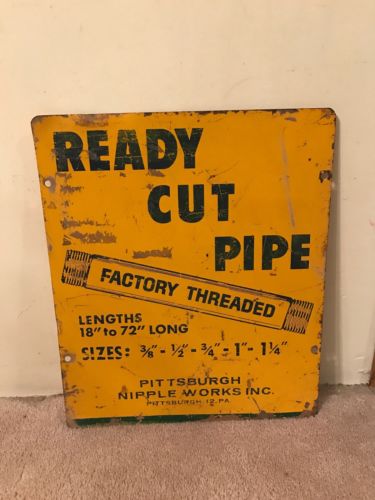 READY
CUT
PIPE
FACTORY THREADED
LENGTHS
18" to 72" LONG
SIZES: 3/8" - 1/2" - 3/4" - 1" - 1 1/4"
PITTSBURGH
NIPPLE WORKS INC.
PITTSBURGH 12, PA.